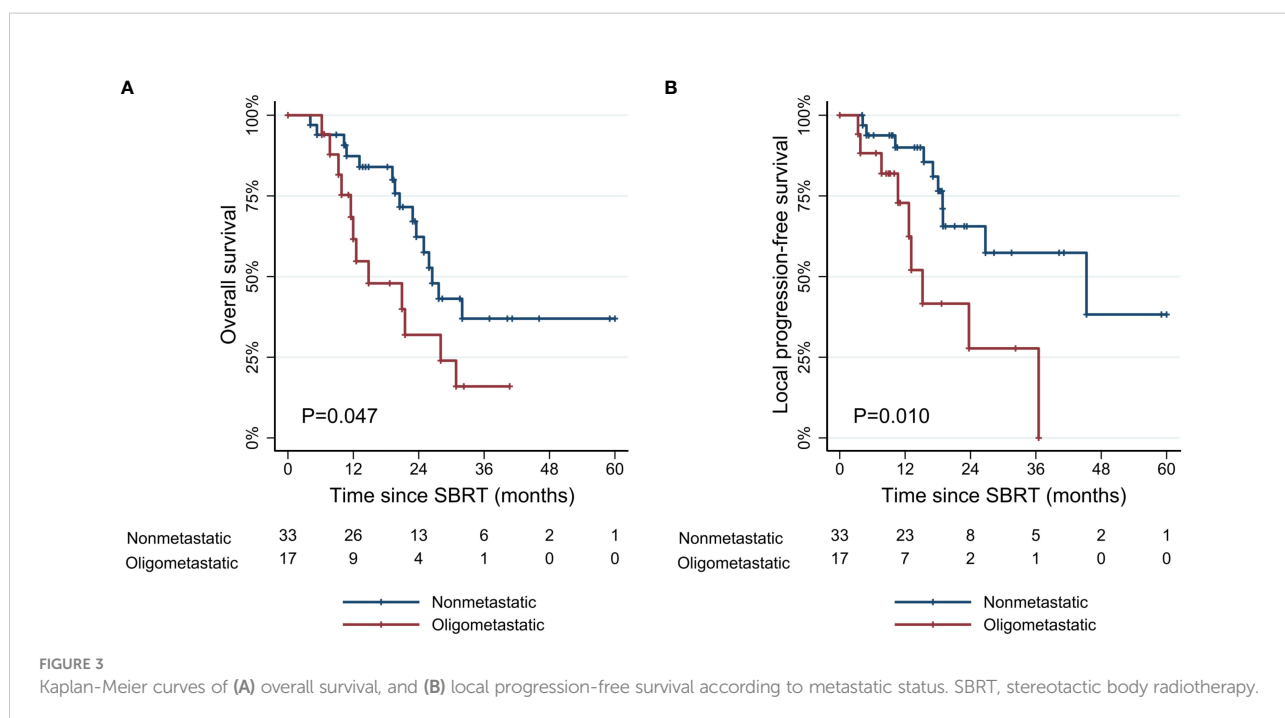 A
Overall survival
100%
75%
50%
25%
0%
P=0.047
0 12 24 36 48 60
Time since SBRT (months)
Nonmetastatic 33 26 13 6 2 1
Oligometastatic 17 9 4 1 0 0
Nonmetastatic
Oligometastatic
B
Local progression-free survival
100%
75%
50%
25%
0%
P=0.010
0 12 24 36 48 60
Time since SBRT (months)
Nonmetastatic 33 23 8 5 2 1
Oligometastatic 17 7 2 1 0 0
Nonmetastatic
Oligometastatic
FIGURE 3
Kaplan-Meier curves of (A) overall survival, and (B) local progression-free survival according to metastatic status. SBRT, stereotactic body radiotherapy.